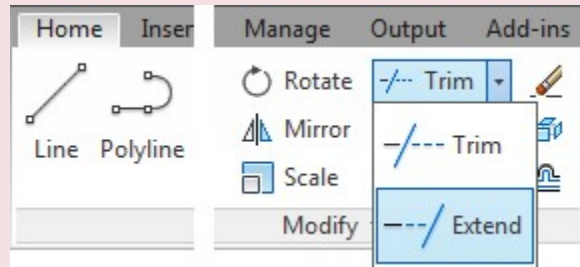 Home Inser Manage Output Add-ins
Rotate Trim
Line Polyline Mirror Trim
Scale
Modify Extend